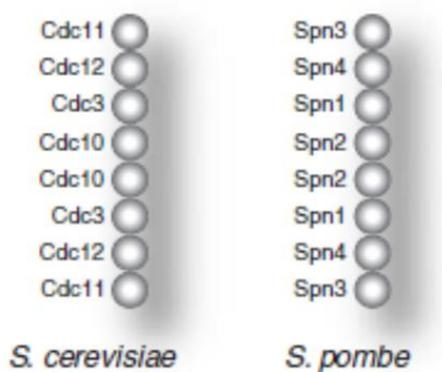 Cdc11
Cdc12
Cdc3
Cdc10
Cdc10
Cdc3
Cdc12
Cdc11
S. cerevisiae
Spn3
Spn4
Spn1
Spn2
Spn2
Spn1
Spn4
Spn3
S. pombe